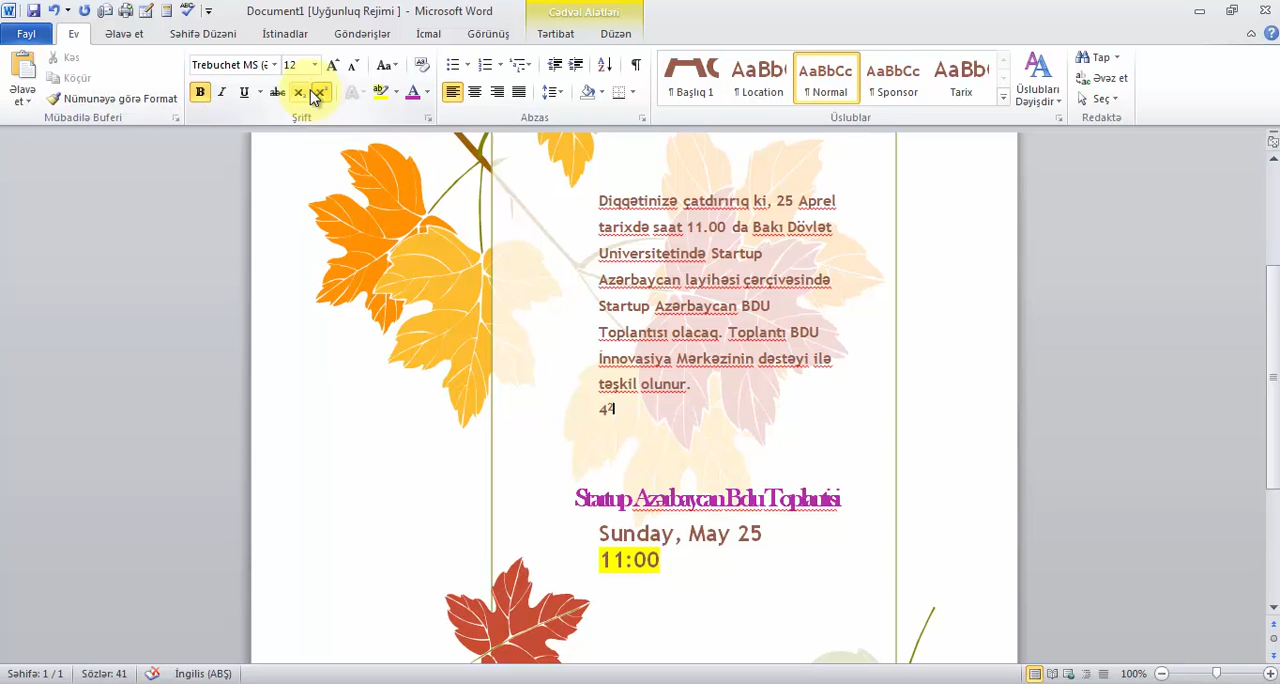 Document1 [Uyğunluq Rejimi ] - Microsoft Word
Cədvəl Alətləri
Fayl Ev Əlavə et Səhifə Düzəni İstinadlar Göndərişlər İcmal Görünüş Tərtibat Düzən
Əlavə et
Kəs
Köçür
Nümunəyə görə Format
Mübadilə Buferi
Trebuchet MS (Ə 12
Şrift
Abzas
¶ Başlıq 1
AaBb( ¶ Location
AaBbCc ¶ Normal
AaBbCc ¶ Sponsor
AaBb( Tarix
Üslubları Dəyişdir
Üslublar
Tap
Əvəz et
Seç
Redaktə
Diqqətinizə çatdırırıq ki, 25 Aprel
tarixdə saat 11.00 da Bakı Dövlət
Universitetində Startup
Azərbaycan layihəsi çərçivəsində
Startup Azərbaycan BDU
Toplantısı olacaq. Toplantı BDU
İnnovasiya Mərkəzinin dəstəyi ilə
təşkil olunur.
4²
Startup Azərbaycan Bdu Toplantisi
Sunday, May 25
11:00
Səhifə: 1 / 1 Sözlər: 41 İngilis (ABŞ) 100%